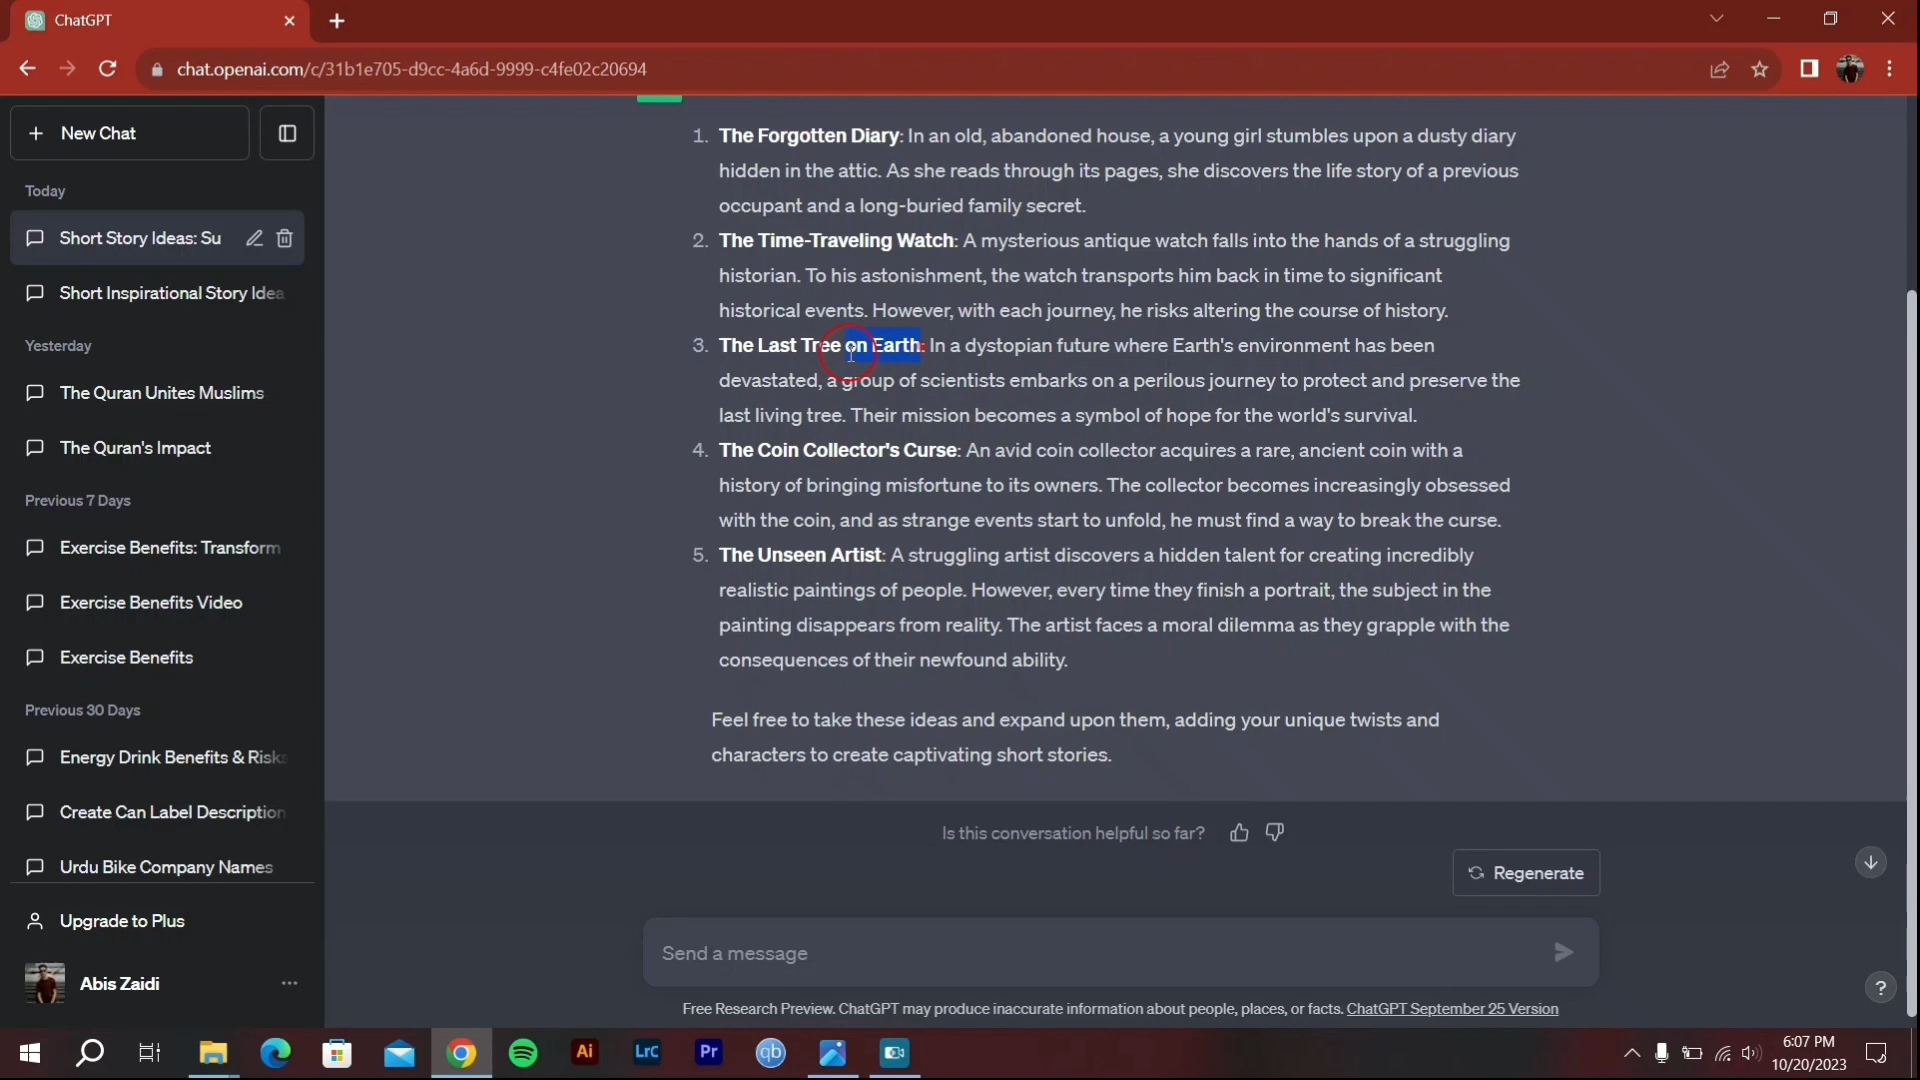 ChatGPT
chat.openai.com/c/31b1e705-d9cc-4a6d-9999-c4fe02c20694
New Chat
Today
Short Story Ideas: Su
Short Inspirational Story Idea
Yesterday
The Quran Unites Muslims
The Quran's Impact
Previous 7 Days
Exercise Benefits: Transform
Exercise Benefits Video
Exercise Benefits
Previous 30 Days
Energy Drink Benefits & Risks
Create Can Label Description
Urdu Bike Company Names
Upgrade to Plus
Abis Zaidi
1. The Forgotten Diary: In an old, abandoned house, a young girl stumbles upon a dusty diary
hidden in the attic. As she reads through its pages, she discovers the life story of a previous
occupant and a long-buried family secret.
2. The Time-Traveling Watch: A mysterious antique watch falls into the hands of a struggling
historian. To his astonishment, the watch transports him back in time to significant
historical events. However, with each journey, he risks altering the course of history.
3. The Last Tree on Earth: In a dystopian future where Earth's environment has been
devastated, a group of scientists embarks on a perilous journey to protect and preserve the
last living tree. Their mission becomes a symbol of hope for the world's survival.
4. The Coin Collector's Curse: An avid coin collector acquires a rare, ancient coin with a
history of bringing misfortune to its owners. The collector becomes increasingly obsessed
with the coin, and as strange events start to unfold, he must find a way to break the curse.
5. The Unseen Artist: A struggling artist discovers a hidden talent for creating incredibly
realistic paintings of people. However, every time they finish a portrait, the subject in the
painting disappears from reality. The artist faces a moral dilemma as they grapple with the
consequences of their newfound ability.
Feel free to take these ideas and expand upon them, adding your unique twists and
characters to create captivating short stories.
Is this conversation helpful so far?
Regenerate
Send a message
Free Research Preview. ChatGPT may produce inaccurate information about people, places, or facts. ChatGPT September 25 Version
?
Ai
LrC
Pr
qb
6:07 PM
10/20/2023